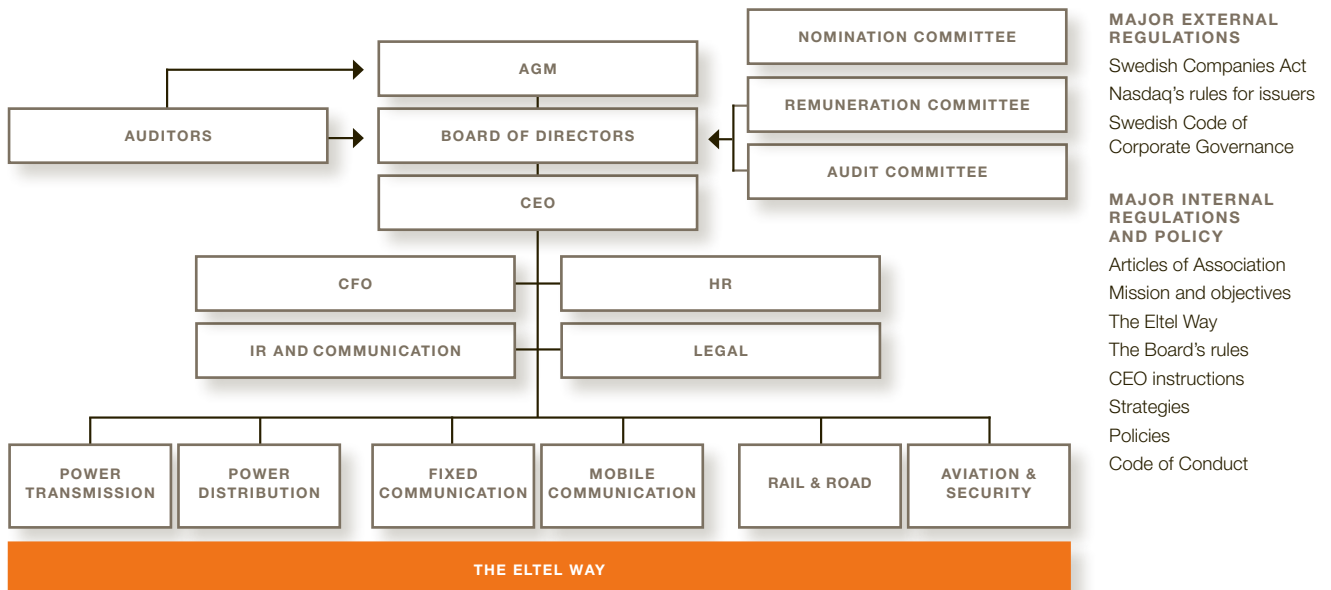 AGM
AUDITORS
BOARD OF DIRECTORS
CEO
NOMINATION COMMITTEE
REMUNERATION COMMITTEE
AUDIT COMMITTEE
CFO
HR
IR AND COMMUNICATION
LEGAL
POWER
TRANSMISSION
POWER
DISTRIBUTION
FIXED
COMMUNICATION
MOBILE
COMMUNICATION
RAIL & ROAD
AVIATION &
SECURITY
THE ELTEL WAY
MAJOR EXTERNAL
REGULATIONS
Swedish Companies Act
Nasdaq’s rules for issuers
Swedish Code of
Corporate Governance
MAJOR INTERNAL
REGULATIONS
AND POLICY
Articles of Association
Mission and objectives
The Eltel Way
The Board’s rules
CEO instructions
Strategies
Policies
Code of Conduct